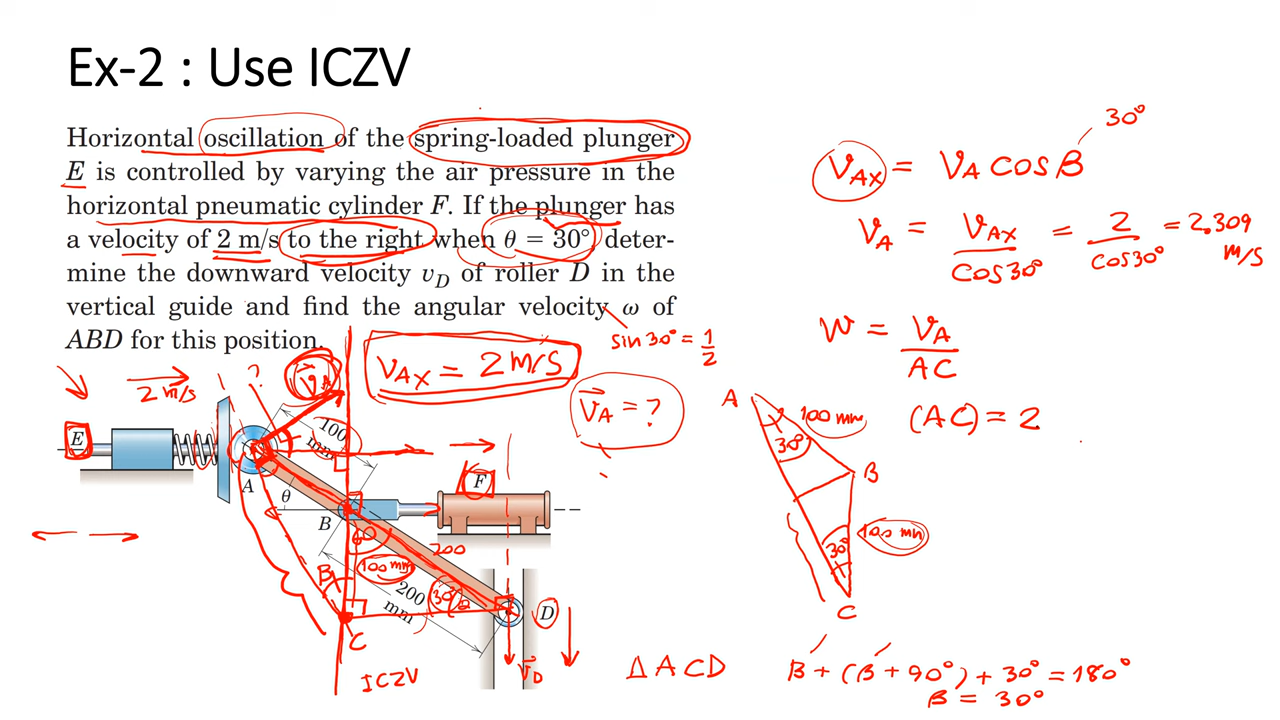 Ex-2 : Use ICZV
Horizontal oscillation of the spring-loaded plunger
E is controlled by varying the air pressure in the
horizontal pneumatic cylinder F. If the plunger has
a velocity of 2 m/s to the right when θ = 30°, deter-
mine the downward velocity v_D of roller D in the
vertical guide and find the angular velocity ω of
ABD for this position.
sin 30° = 1/2
V_AX = 2 m/s
V_A = ?
2 m/s
?
V_A
E
100
mm
A
θ
B
F
60
200
100 mm
200
mm
B
30°
D
C
V_D
ICZV
30°
V_AX = V_A COS B
V_A = V_AX / COS30° = 2 / COS30° = 2.309 m/s
W = V_A / AC
(AC) = 2.
A
100 mm
30°
B
100 mm
30°
C
Δ ACD
B + (B + 90°) + 30° = 180°
B = 30°